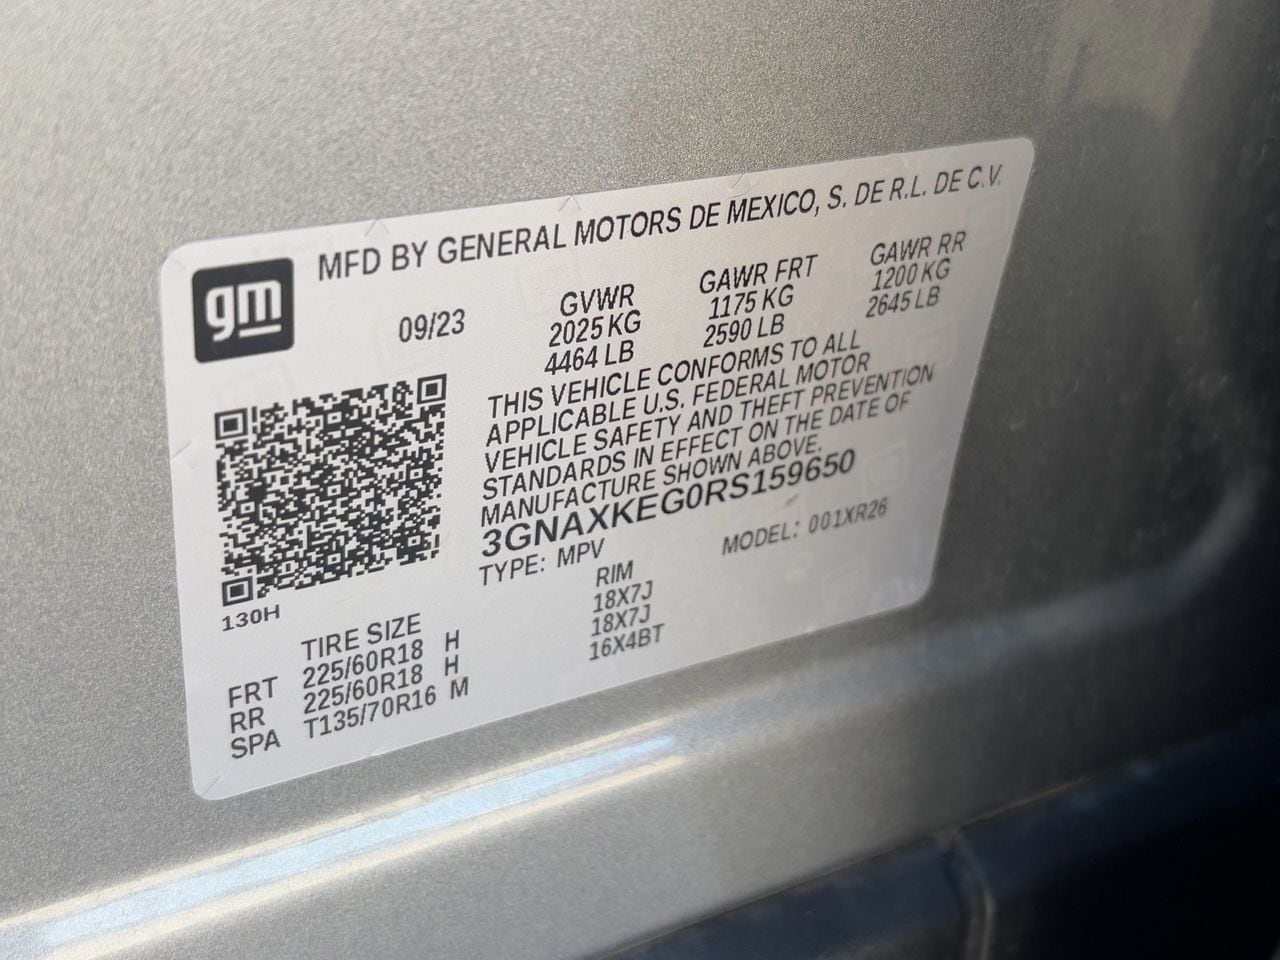 gm
MFD BY GENERAL MOTORS DE MEXICO, S. DE R.L. DE C.V.
09/23 GVWR GAWR FRT GAWR RR
2025 KG 1175 KG 1200 KG
4464 LB 2590 LB 2645 LB
THIS VEHICLE CONFORMS TO ALL
APPLICABLE U.S. FEDERAL MOTOR
VEHICLE SAFETY AND THEFT PREVENTION
STANDARDS IN EFFECT ON THE DATE OF
MANUFACTURE SHOWN ABOVE.
3GNAXKEG0RS159650
TYPE: MPV MODEL: 001XR26
130H
TIRE SIZE RIM
FRT 225/60R18 H 18X7J
RR 225/60R18 H 18X7J
SPA T135/70R16 M 16X4BT